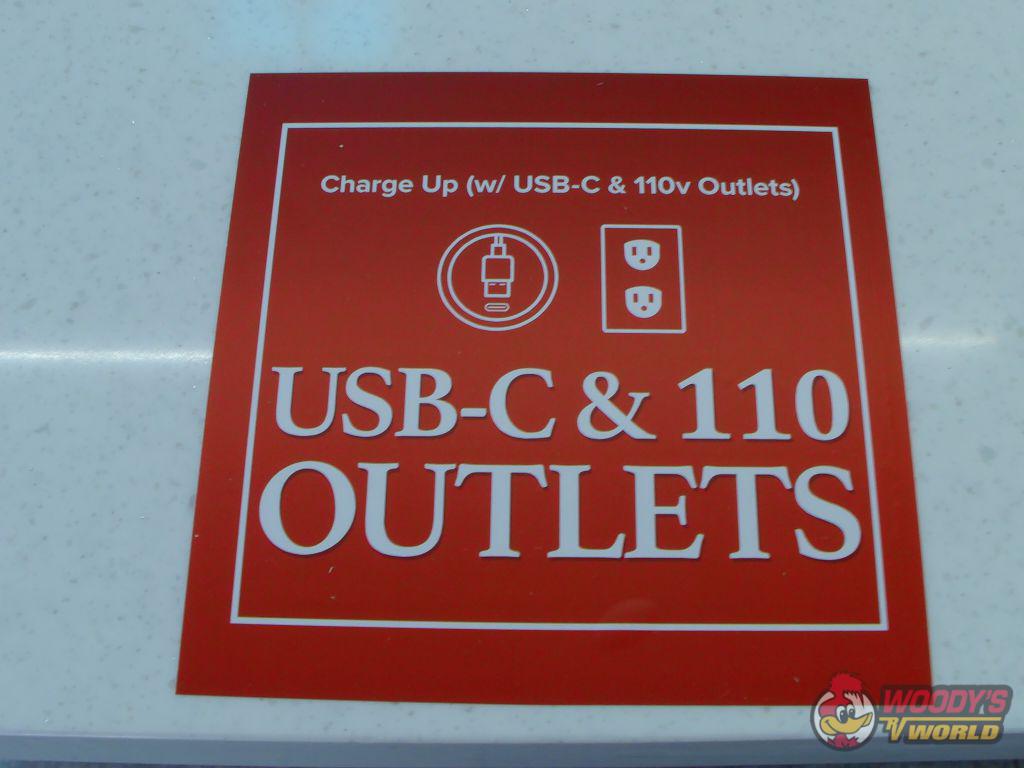 Charge Up (w/ USB-C & 110v Outlets)
USB-C & 110
OUTLETS
WOODY'S
RV WORLD